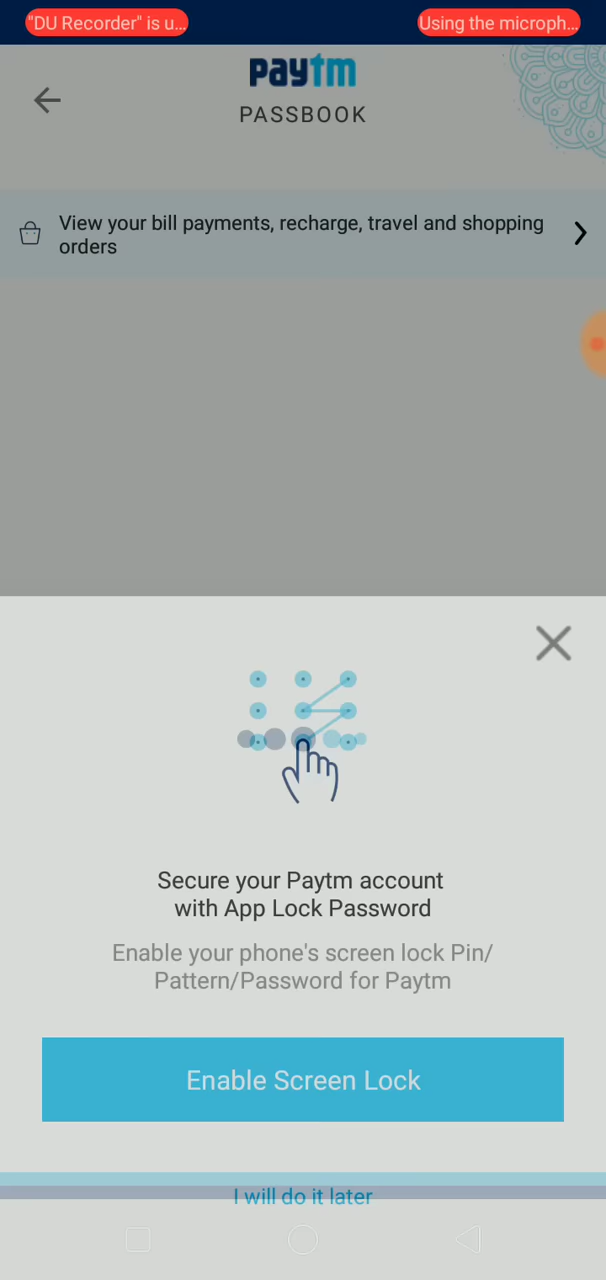 "DU Recorder" is u...
Using the microph...
paytm
PASSBOOK
View your bill payments, recharge, travel and shopping
orders
Secure your Paytm account
with App Lock Password
Enable your phone's screen lock Pin/
Pattern/Password for Paytm
Enable Screen Lock
I will do it later